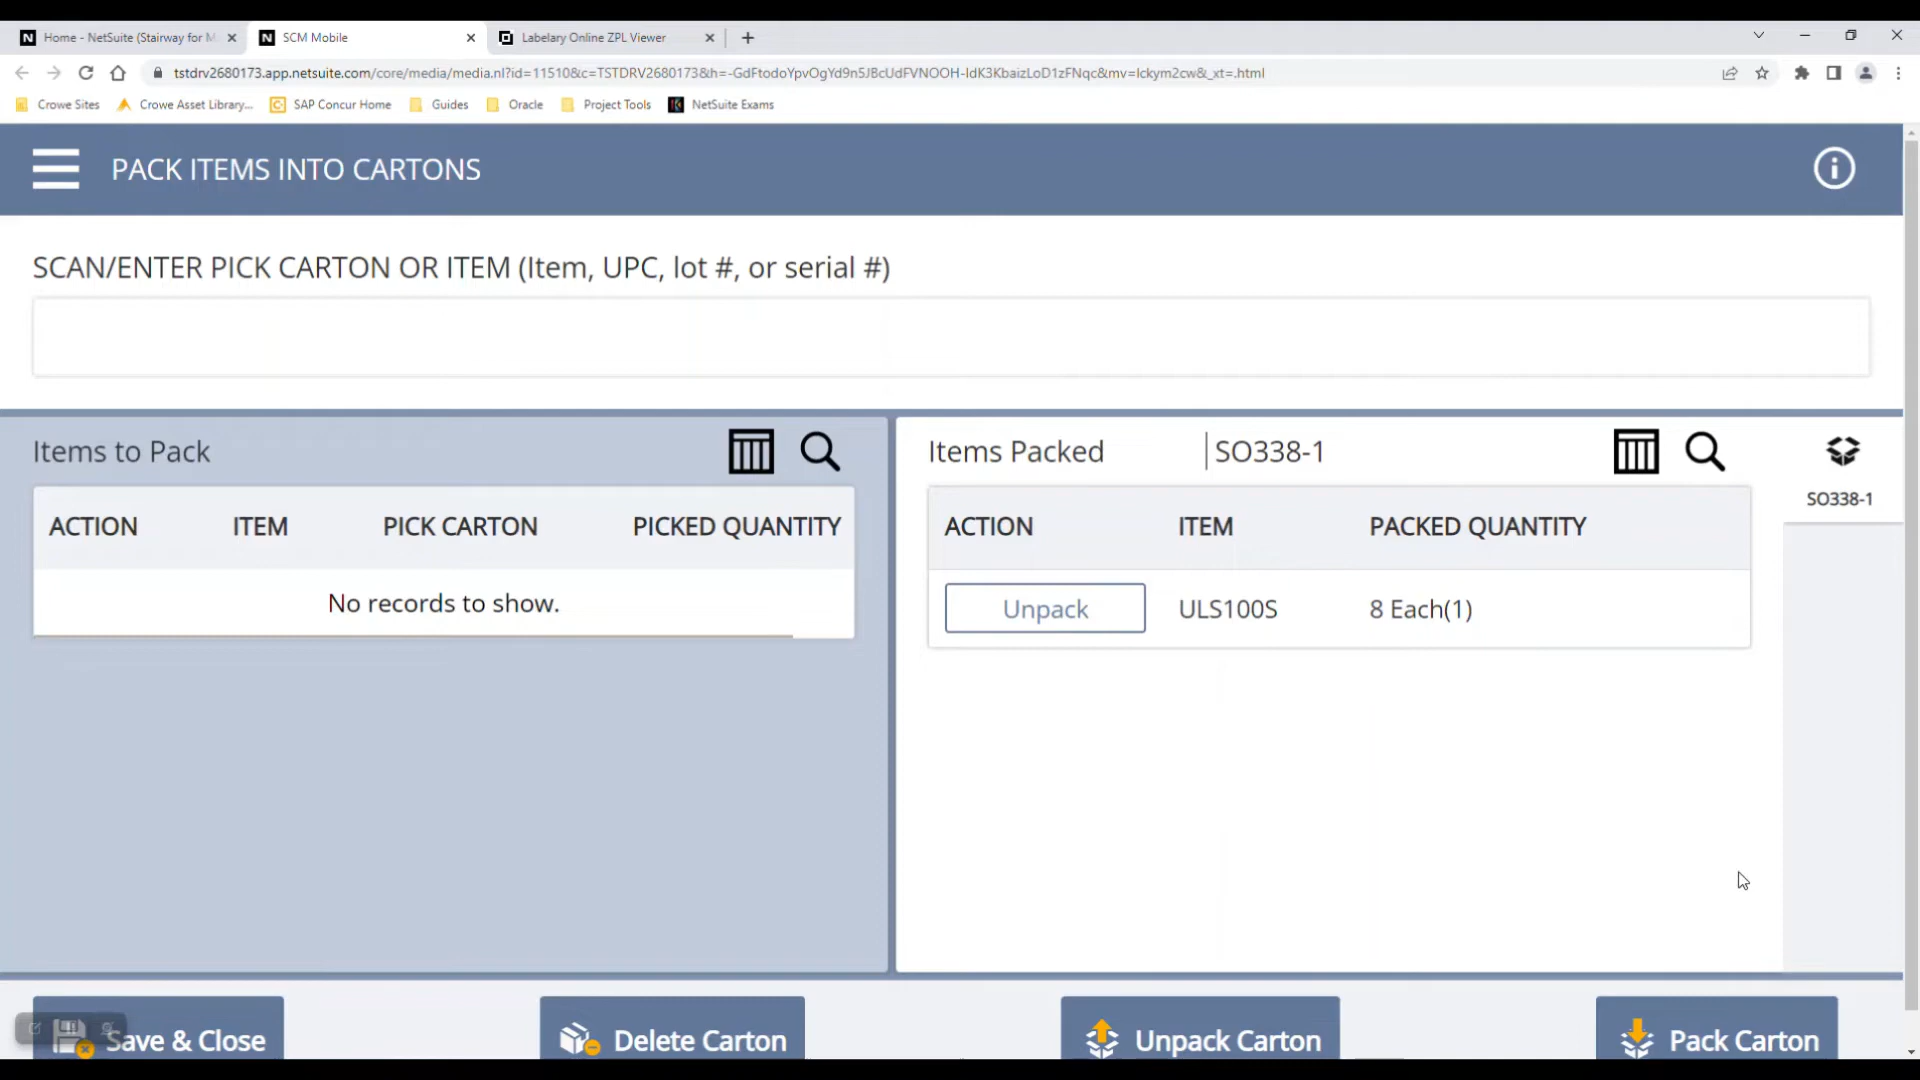 Home - NetSuite (Stairway for M
SCM Mobile
Labelary Online ZPL Viewer
tstdrv2680173.app.netsuite.com/core/media/media.nl?id=11510&c=TSTDRV2680173&h=-GdFtodoYpvOgYd9n5JBcUdFVNOOH-IdK3KbaizLoD1zFNqc&mv=lckym2cw&_xt=.html
Crowe Sites
Crowe Asset Library...
SAP Concur Home
Guides
Oracle
Project Tools
NetSuite Exams
PACK ITEMS INTO CARTONS
SCAN/ENTER PICK CARTON OR ITEM (Item, UPC, lot #, or serial #)
Items to Pack
ACTION ITEM PICK CARTON PICKED QUANTITY
No records to show.
Items Packed SO338-1
ACTION ITEM PACKED QUANTITY
Unpack ULS100S 8 Each(1)
SO338-1
Save & Close
Delete Carton
Unpack Carton
Pack Carton